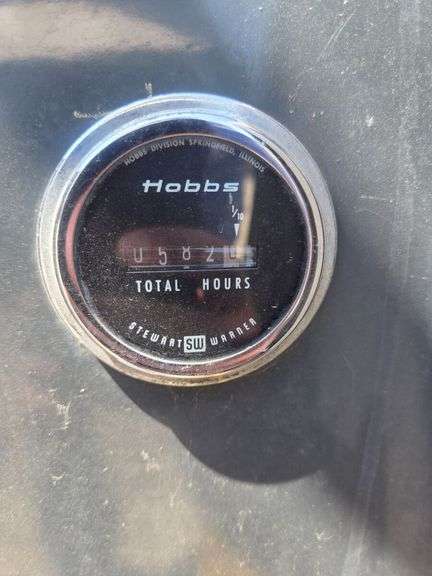 HOBBS DIVISION SPRINGFIELD, ILLINOIS
Hobbs
1/10
0582
TOTAL HOURS
STEWART SW WARNER